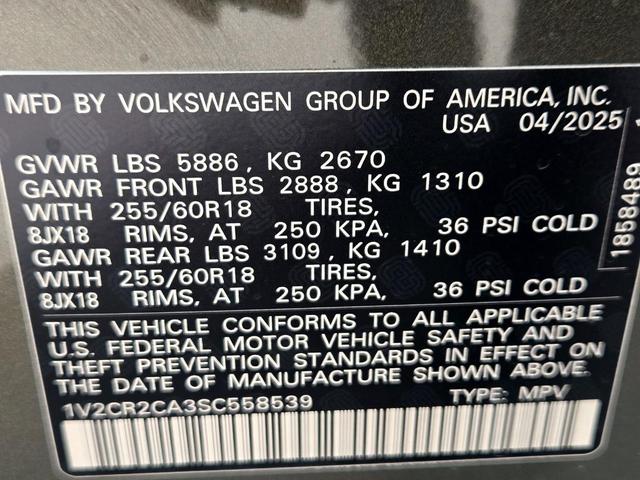 MFD BY VOLKSWAGEN GROUP OF AMERICA, INC.
USA 04/2025
GVWR LBS 5886, KG 2670
GAWR FRONT LBS 2888, KG 1310
WITH 255/60R18 TIRES,
8JX18 RIMS, AT 250 KPA, 36 PSI COLD
GAWR REAR LBS 3109, KG 1410
WITH 255/60R18 TIRES,
8JX18 RIMS, AT 250 KPA, 36 PSI COLD
THIS VEHICLE CONFORMS TO ALL APPLICABLE
U.S. FEDERAL MOTOR VEHICLE SAFETY AND
THEFT PREVENTION STANDARDS IN EFFECT ON
THE DATE OF MANUFACTURE SHOWN ABOVE.
1V2CR2CA3SC558539 TYPE: MPV
1858489